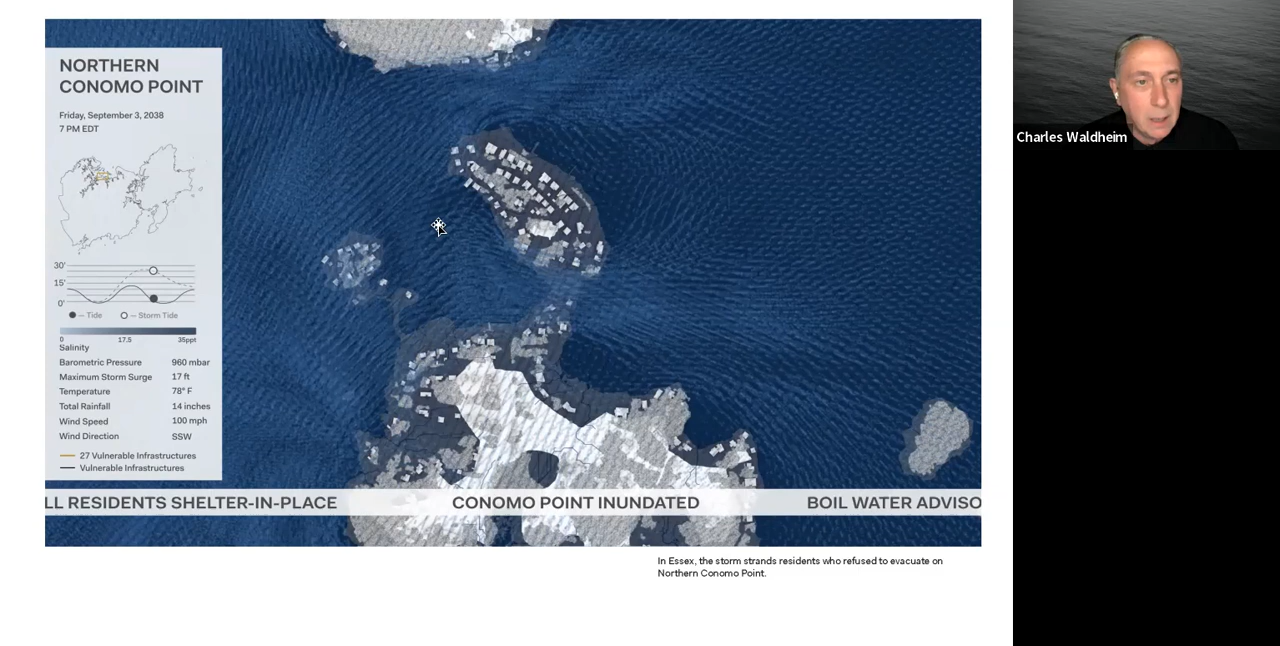 NORTHERN
CONOMO POINT
Friday, September 3, 2038
7 PM EDT
30'
15'
0'
— Tide — Storm Tide
0 17.5 35ppt
Salinity
Barometric Pressure 960 mbar
Maximum Storm Surge 17 ft
Temperature 78° F
Total Rainfall 14 inches
Wind Speed 100 mph
Wind Direction SSW
27 Vulnerable Infrastructures
Vulnerable Infrastructures
LL RESIDENTS SHELTER-IN-PLACE CONOMO POINT INUNDATED BOIL WATER ADVISO
In Essex, the storm strands residents who refused to evacuate on
Northern Conomo Point.
Charles Waldheim